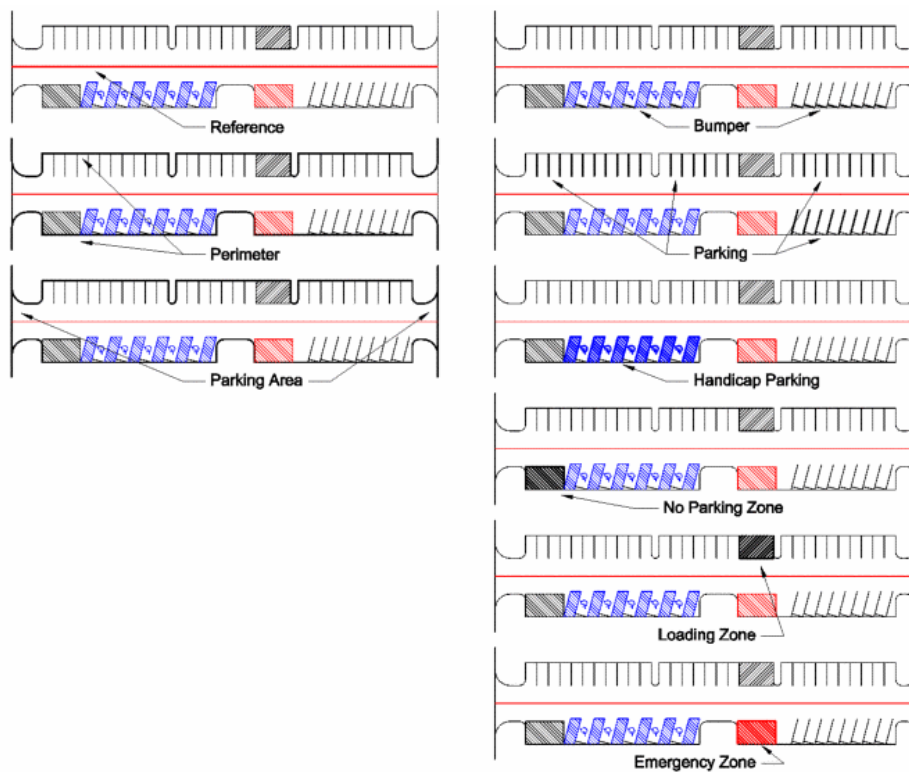 Reference
Bumper
Perimeter
Parking
Parking Area
Handicap Parking
No Parking Zone
Loading Zone
Emergency Zone